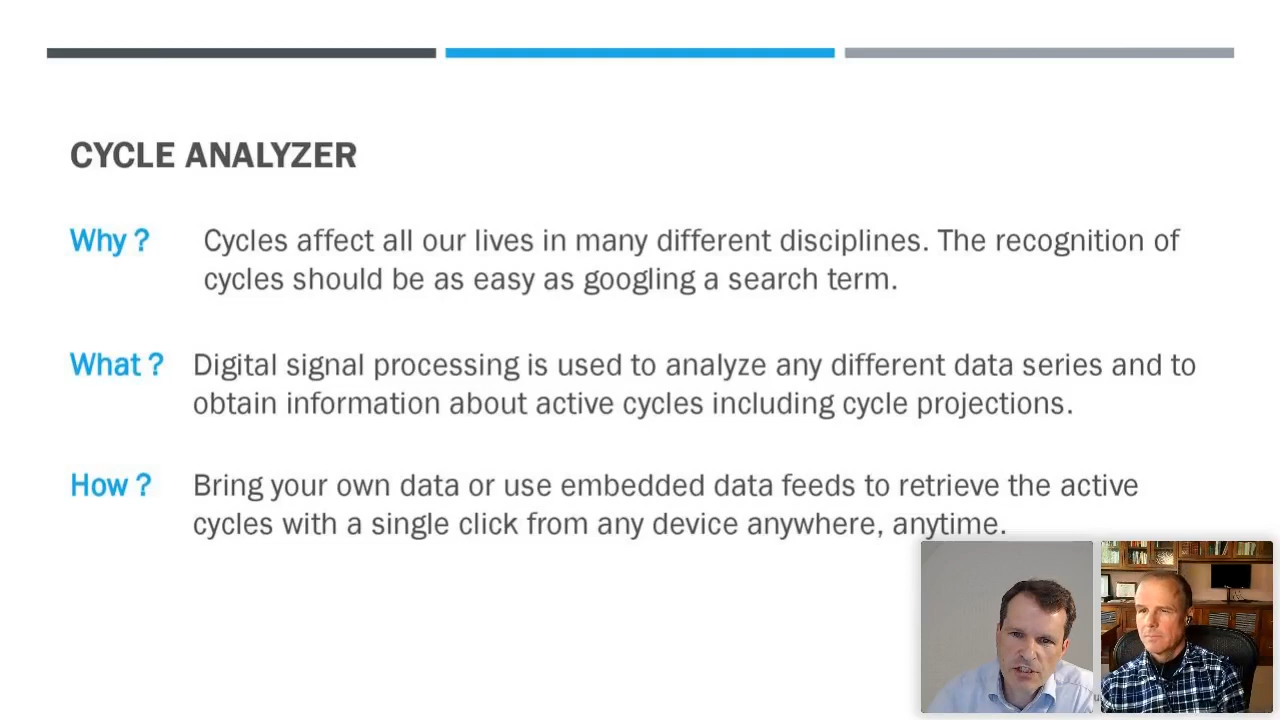 CYCLE ANALYZER
Why ? Cycles affect all our lives in many different disciplines. The recognition of
cycles should be as easy as googling a search term.
What ? Digital signal processing is used to analyze any different data series and to
obtain information about active cycles including cycle projections.
How ? Bring your own data or use embedded data feeds to retrieve the active
cycles with a single click from any device anywhere, anytime.